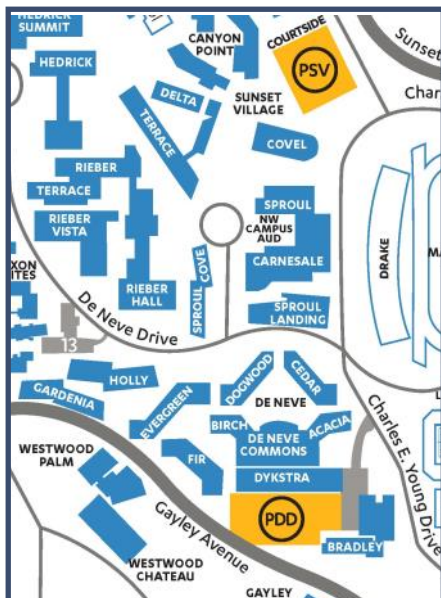 HEDRICK
SUMMIT
HEDRICK
CANYON
POINT
COURTSIDE
PSV
Sunset
DELTA
SUNSET
VILLAGE
TERRACE
COVEL
RIEBER
TERRACE
RIEBER
VISTA
RIEBER
HALL
SPROUL
NW
CAMPUS
AUD
CARNESALE
SPROUL COVE
SPROUL
LANDING
DRAKE
De Neve Drive
13
HOLLY
GARDENIA
EVERGREEN
FIR
DOGWOOD
CEDAR
DE NEVE
BIRCH
ACACIA
DE NEVE
COMMONS
DYKSTRA
PDD
BRADLEY
Charles E. Young Drive
WESTWOOD
PALM
WESTWOOD
CHATEAU
Gayley Avenue
GAYLEY